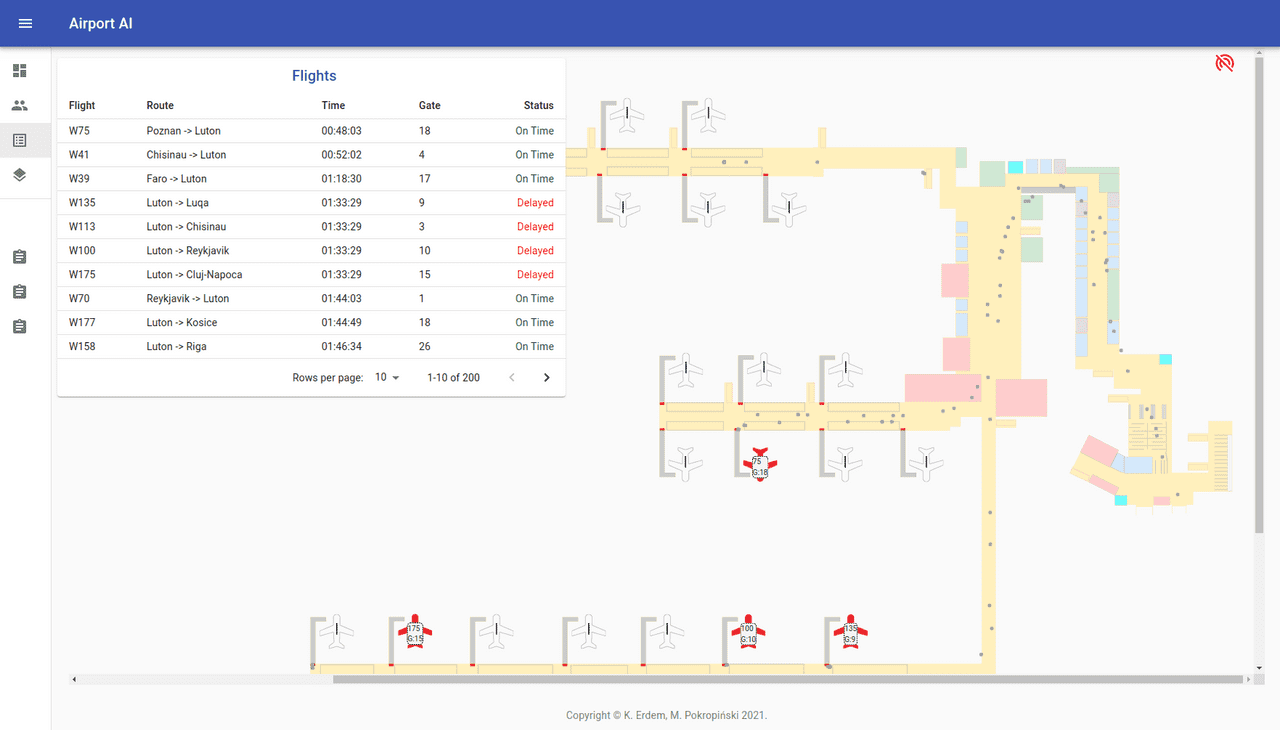 Airport AI
Flights
Flight Route Time Gate Status
W75 Poznan -> Luton 00:48:03 18 On Time
W41 Chisinau -> Luton 00:52:02 4 On Time
W39 Faro -> Luton 01:18:30 17 On Time
W135 Luton -> Luqa 01:33:29 9 Delayed
W113 Luton -> Chisinau 01:33:29 3 Delayed
W100 Luton -> Reykjavik 01:33:29 10 Delayed
W175 Luton -> Cluj-Napoca 01:33:29 15 Delayed
W70 Reykjavik -> Luton 01:44:03 1 On Time
W177 Luton -> Kosice 01:44:49 18 On Time
W158 Luton -> Riga 01:46:34 26 On Time
Rows per page: 10 1-10 of 200
75
G:18
175
G:15
100
G:10
135
G:9
Copyright © K. Erdem, M. Pokropiński 2021.